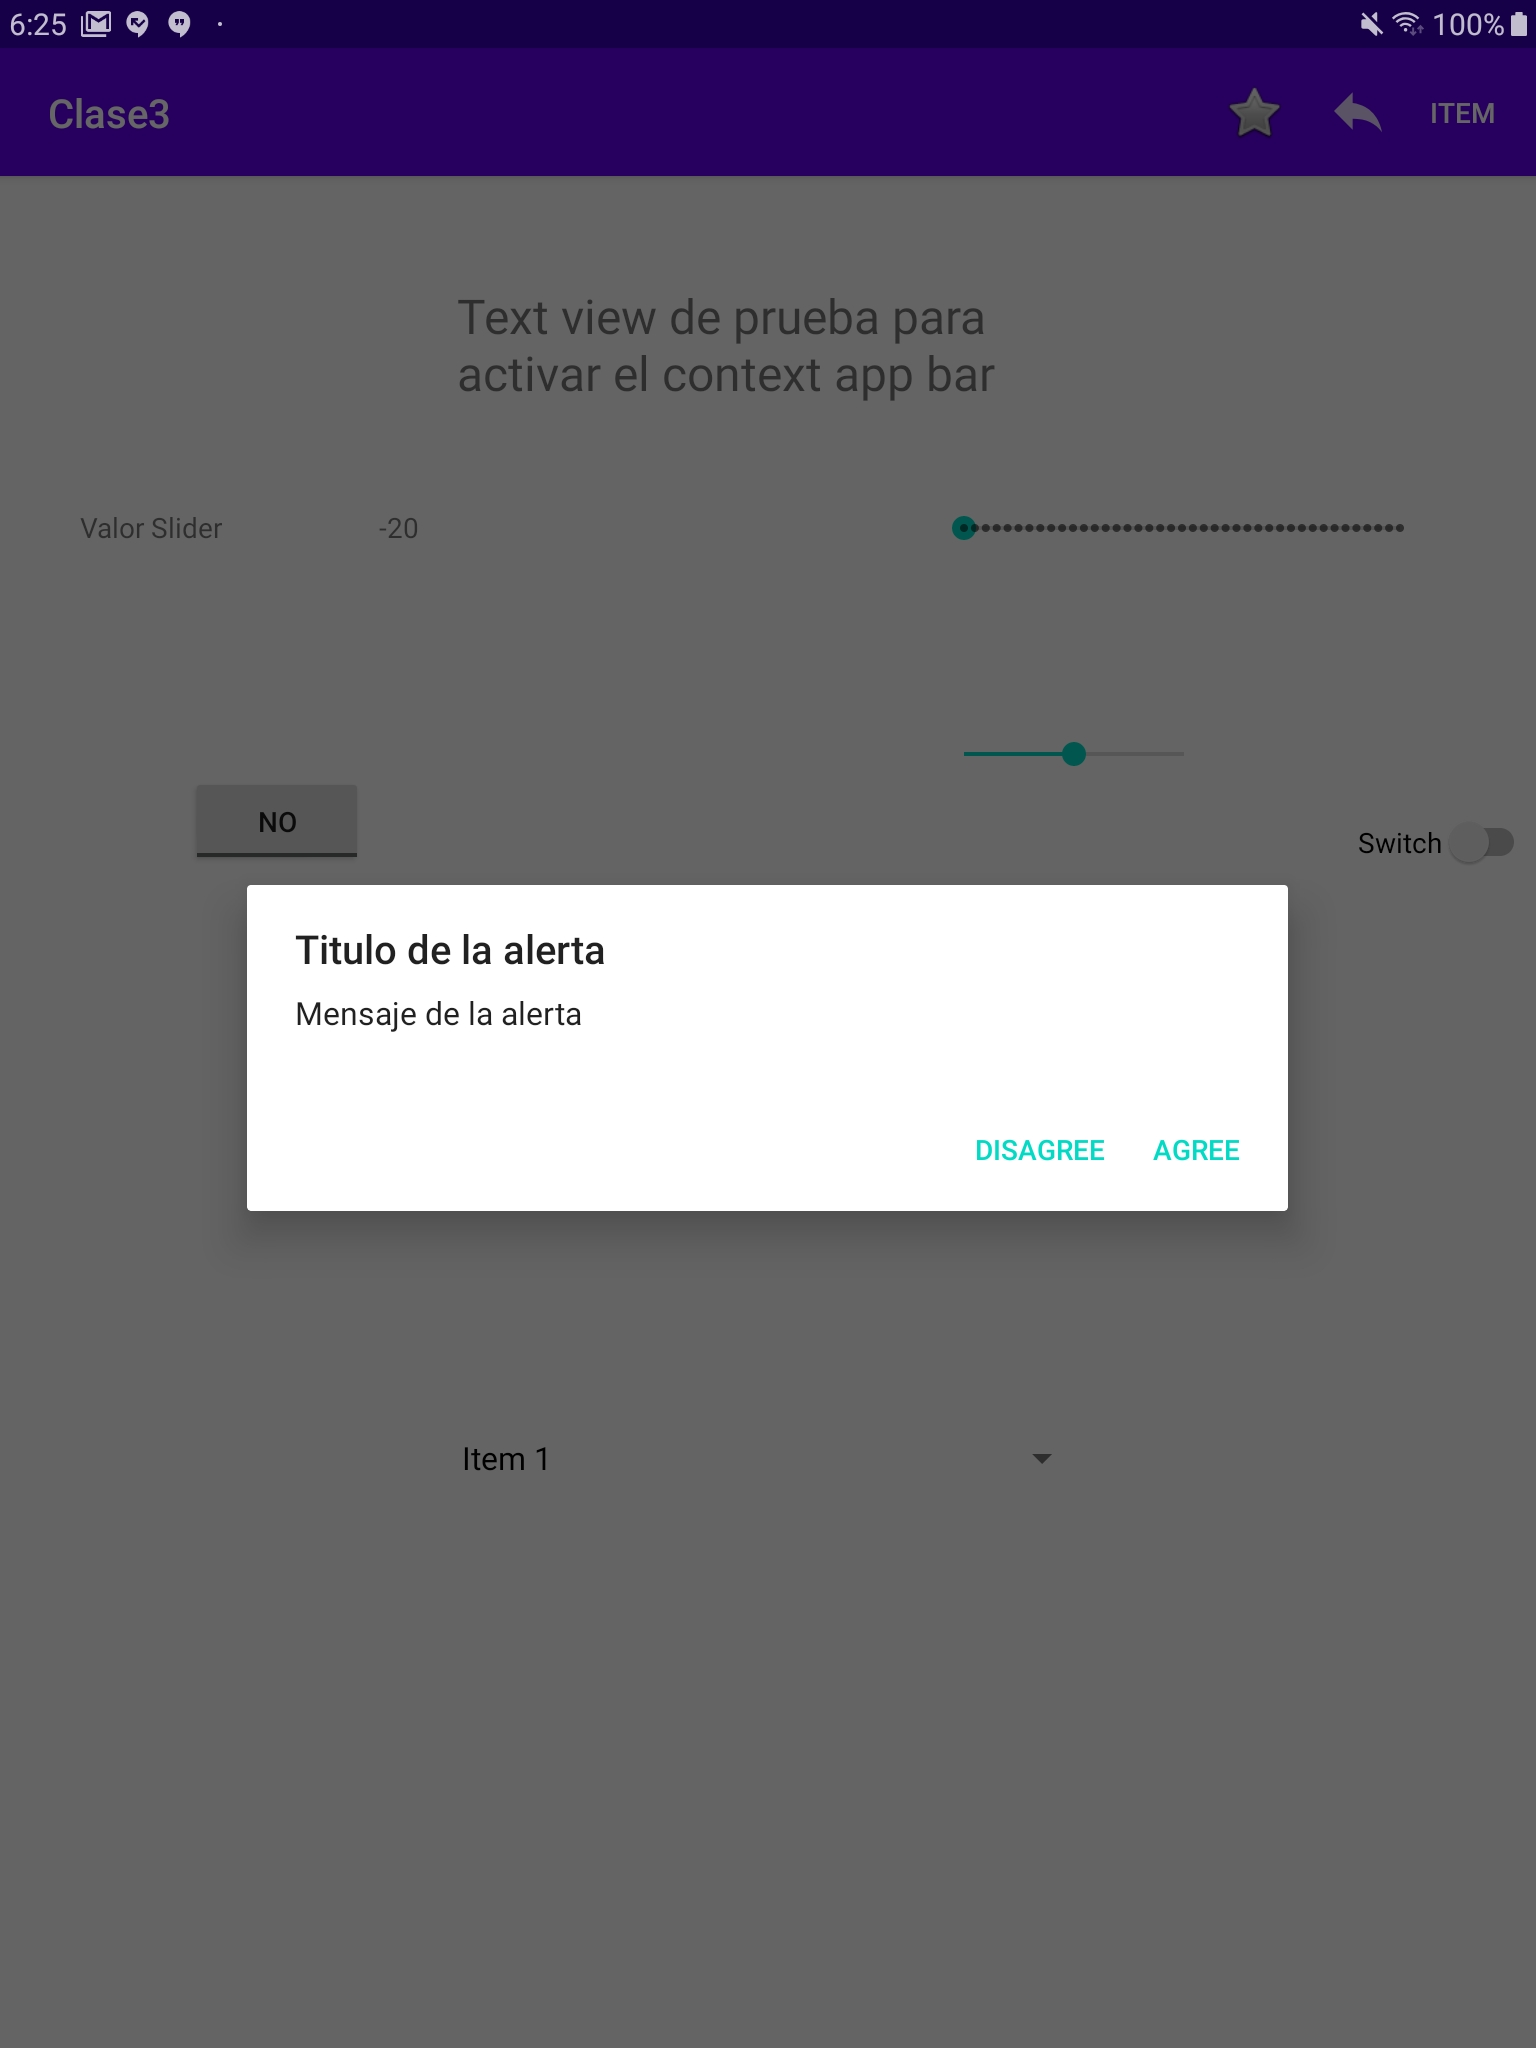 6:25 100%
Clase3 ITEM
Text view de prueba para
activar el context app bar
Valor Slider -20
NO
Switch
Titulo de la alerta
Mensaje de la alerta
DISAGREE AGREE
Item 1